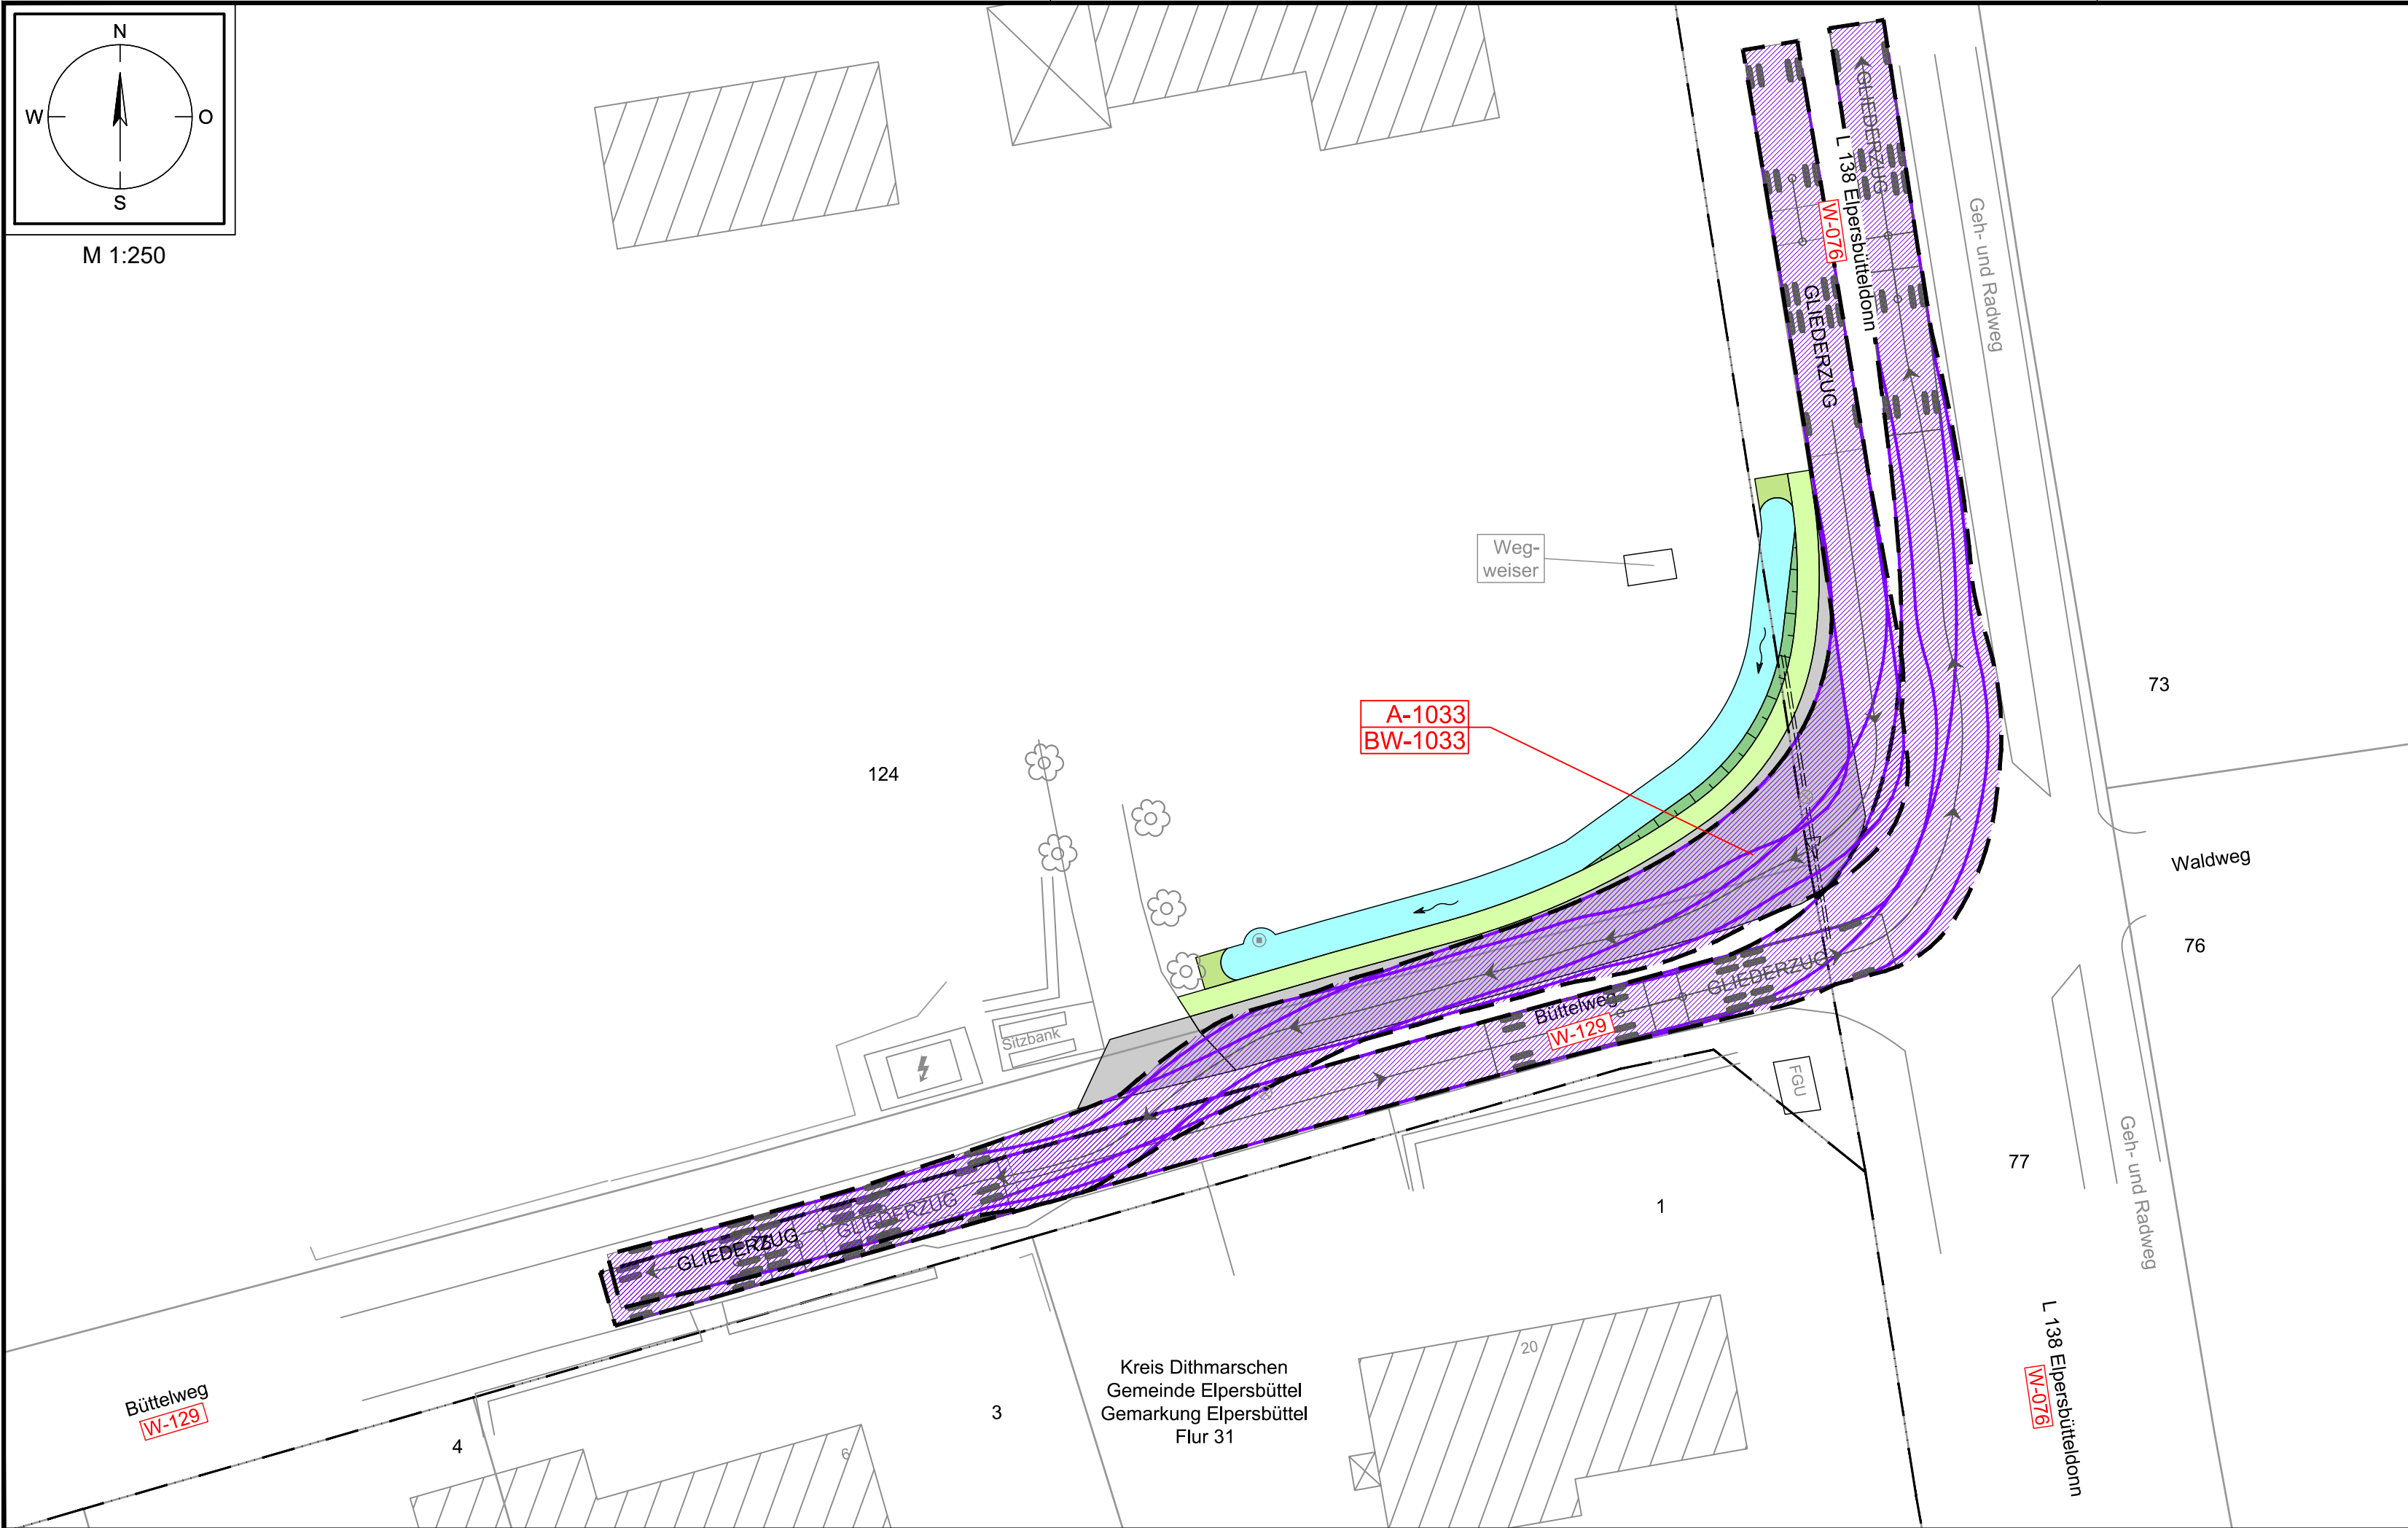 N
W
O
S
M 1:250
GLIEDERZUG
L 138 Elpersbütteldonn
W-076
GLIEDERZUG
Geh- und Radweg
Weg-
weiser
A-1033
BW-1033
73
124
Waldweg
76
GLIEDERZUG
Büttelweg
W-129
Sitzbank
FGU
77
Geh- und Radweg
1
GLIEDERZUG
GLIEDERZUG
L 138 Elpersbütteldonn
W-076
20
Büttelweg
W-129
Kreis Dithmarschen
Gemeinde Elpersbüttel
Gemarkung Elpersbüttel
Flur 31
3
4
6